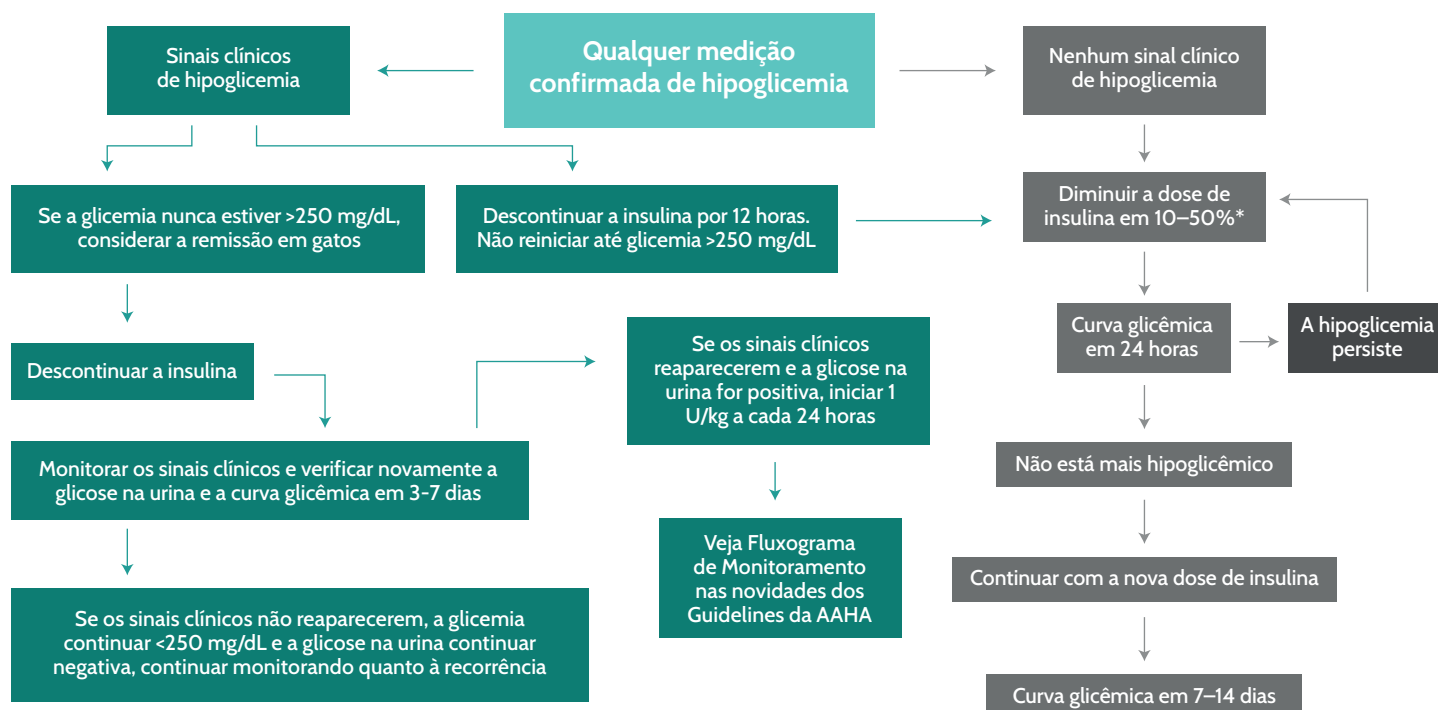 Qualquer medição
confirmada de hipoglicemia
Sinais clínicos
de hipoglicemia
Nenhum sinal clínico
de hipoglicemia
Se a glicemia nunca estiver >250 mg/dL,
considerar a remissão em gatos
Descontinuar a insulina por 12 horas.
Não reiniciar até glicemia >250 mg/dL
Diminuir a dose de
insulina em 10–50%*
Descontinuar a insulina
Se os sinais clínicos
reaparecerem e a glicose na
urina for positiva, iniciar 1
U/kg a cada 24 horas
Curva glicêmica
em 24 horas
A hipoglicemia
persiste
Monitorar os sinais clínicos e verificar novamente a
glicose na urina e a curva glicêmica em 3-7 dias
Não está mais hipoglicêmico
Veja Fluxograma
de Monitoramento
nas novidades dos
Guidelines da AAHA
Continuar com a nova dose de insulina
Se os sinais clínicos não reaparecerem, a glicemia
continuar <250 mg/dL e a glicose na urina continuar
negativa, continuar monitorando quanto à recorrência
Curva glicêmica em 7–14 dias